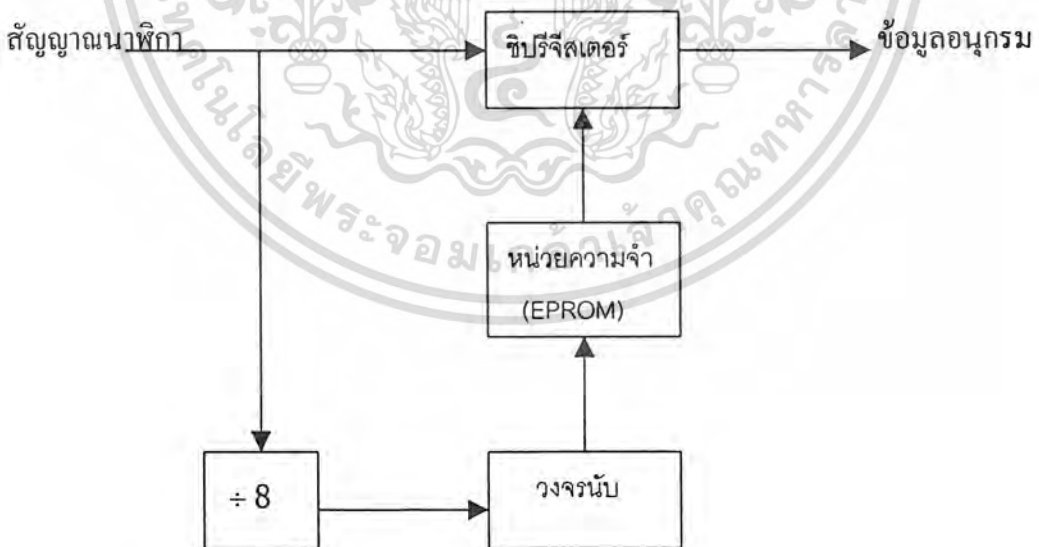 สัญญาณนาฬิกา
ชิปรีจีสเตอร์
ข้อมูลอนุกรม
หน่วยความจำ
(EPROM)
÷ 8
วงจรนับ